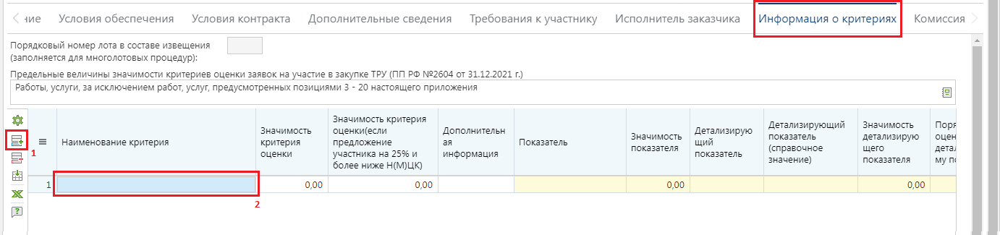 ние Условия обеспечения Условия контракта Дополнительные сведения Требования к участнику Исполнитель заказчика Информация о критериях Комиссия
Порядковый номер лота в составе извещения
(заполняется для многолотовых процедур):
Предельные величины значимости критериев оценки заявок на участие в закупке ТРУ (ПП РФ №2604 от 31.12.2021 г.)
Работы, услуги, за исключением работ, услуг, предусмотренных позициями 3 - 20 настоящего приложения
Наименование критерия
Значимость
критерия
оценки
Значимость критерия
оценки(если
предложение
участника на 25% и
более ниже Н(М)ЦК)
Дополнительн
ая
информация
Показатель
Значимость
показателя
Детализирую
щий
показатель
Детализирующий
показатель
(справочное
значение)
Значимость
детализирую
щего
показателя
Поря
оцен
дета
му по
1
1 0,00 0,00 0,00 0,00
2